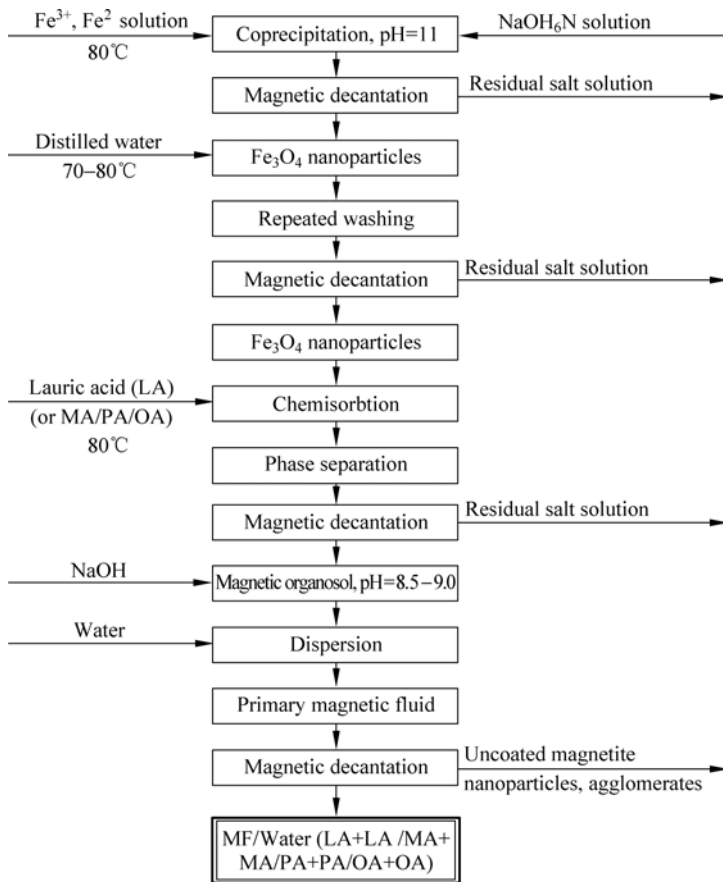 Fe³⁺, Fe² solution
80℃
Coprecipitation, pH=11
NaOH₆N solution
Magnetic decantation
Residual salt solution
Distilled water
70–80℃
Fe₃O₄ nanoparticles
Repeated washing
Magnetic decantation
Residual salt solution
Fe₃O₄ nanoparticles
Lauric acid (LA)
(or MA/PA/OA)
80℃
Chemisorbtion
Phase separation
Magnetic decantation
Residual salt solution
NaOH
Magnetic organosol, pH=8.5–9.0
Water
Dispersion
Primary magnetic fluid
Magnetic decantation
Uncoated magnetite
nanoparticles, agglomerates
MF/Water (LA+LA /MA+
MA/PA+PA/OA+OA)